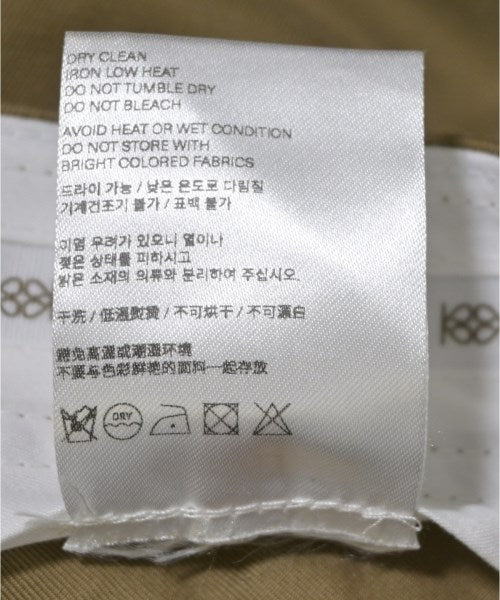 DRY CLEAN
IRON LOW HEAT
DO NOT TUMBLE DRY
DO NOT BLEACH
AVOID HEAT OR WET CONDITION
DO NOT STORE WITH
BRIGHT COLORED FABRICS
드라이 가능 / 낮은 온도로 다림질
기계건조기 불가 / 표백 불가
이염 우려가 있으니 열이나
젖은 상태를 피하시고
밝은 소재의 의류와 분리하여 주십시오.
干洗 / 低温熨烫 / 不可烘干 / 不可漂白
避免高温或潮湿环境
不要与色彩鲜艳的面料一起存放
DRY